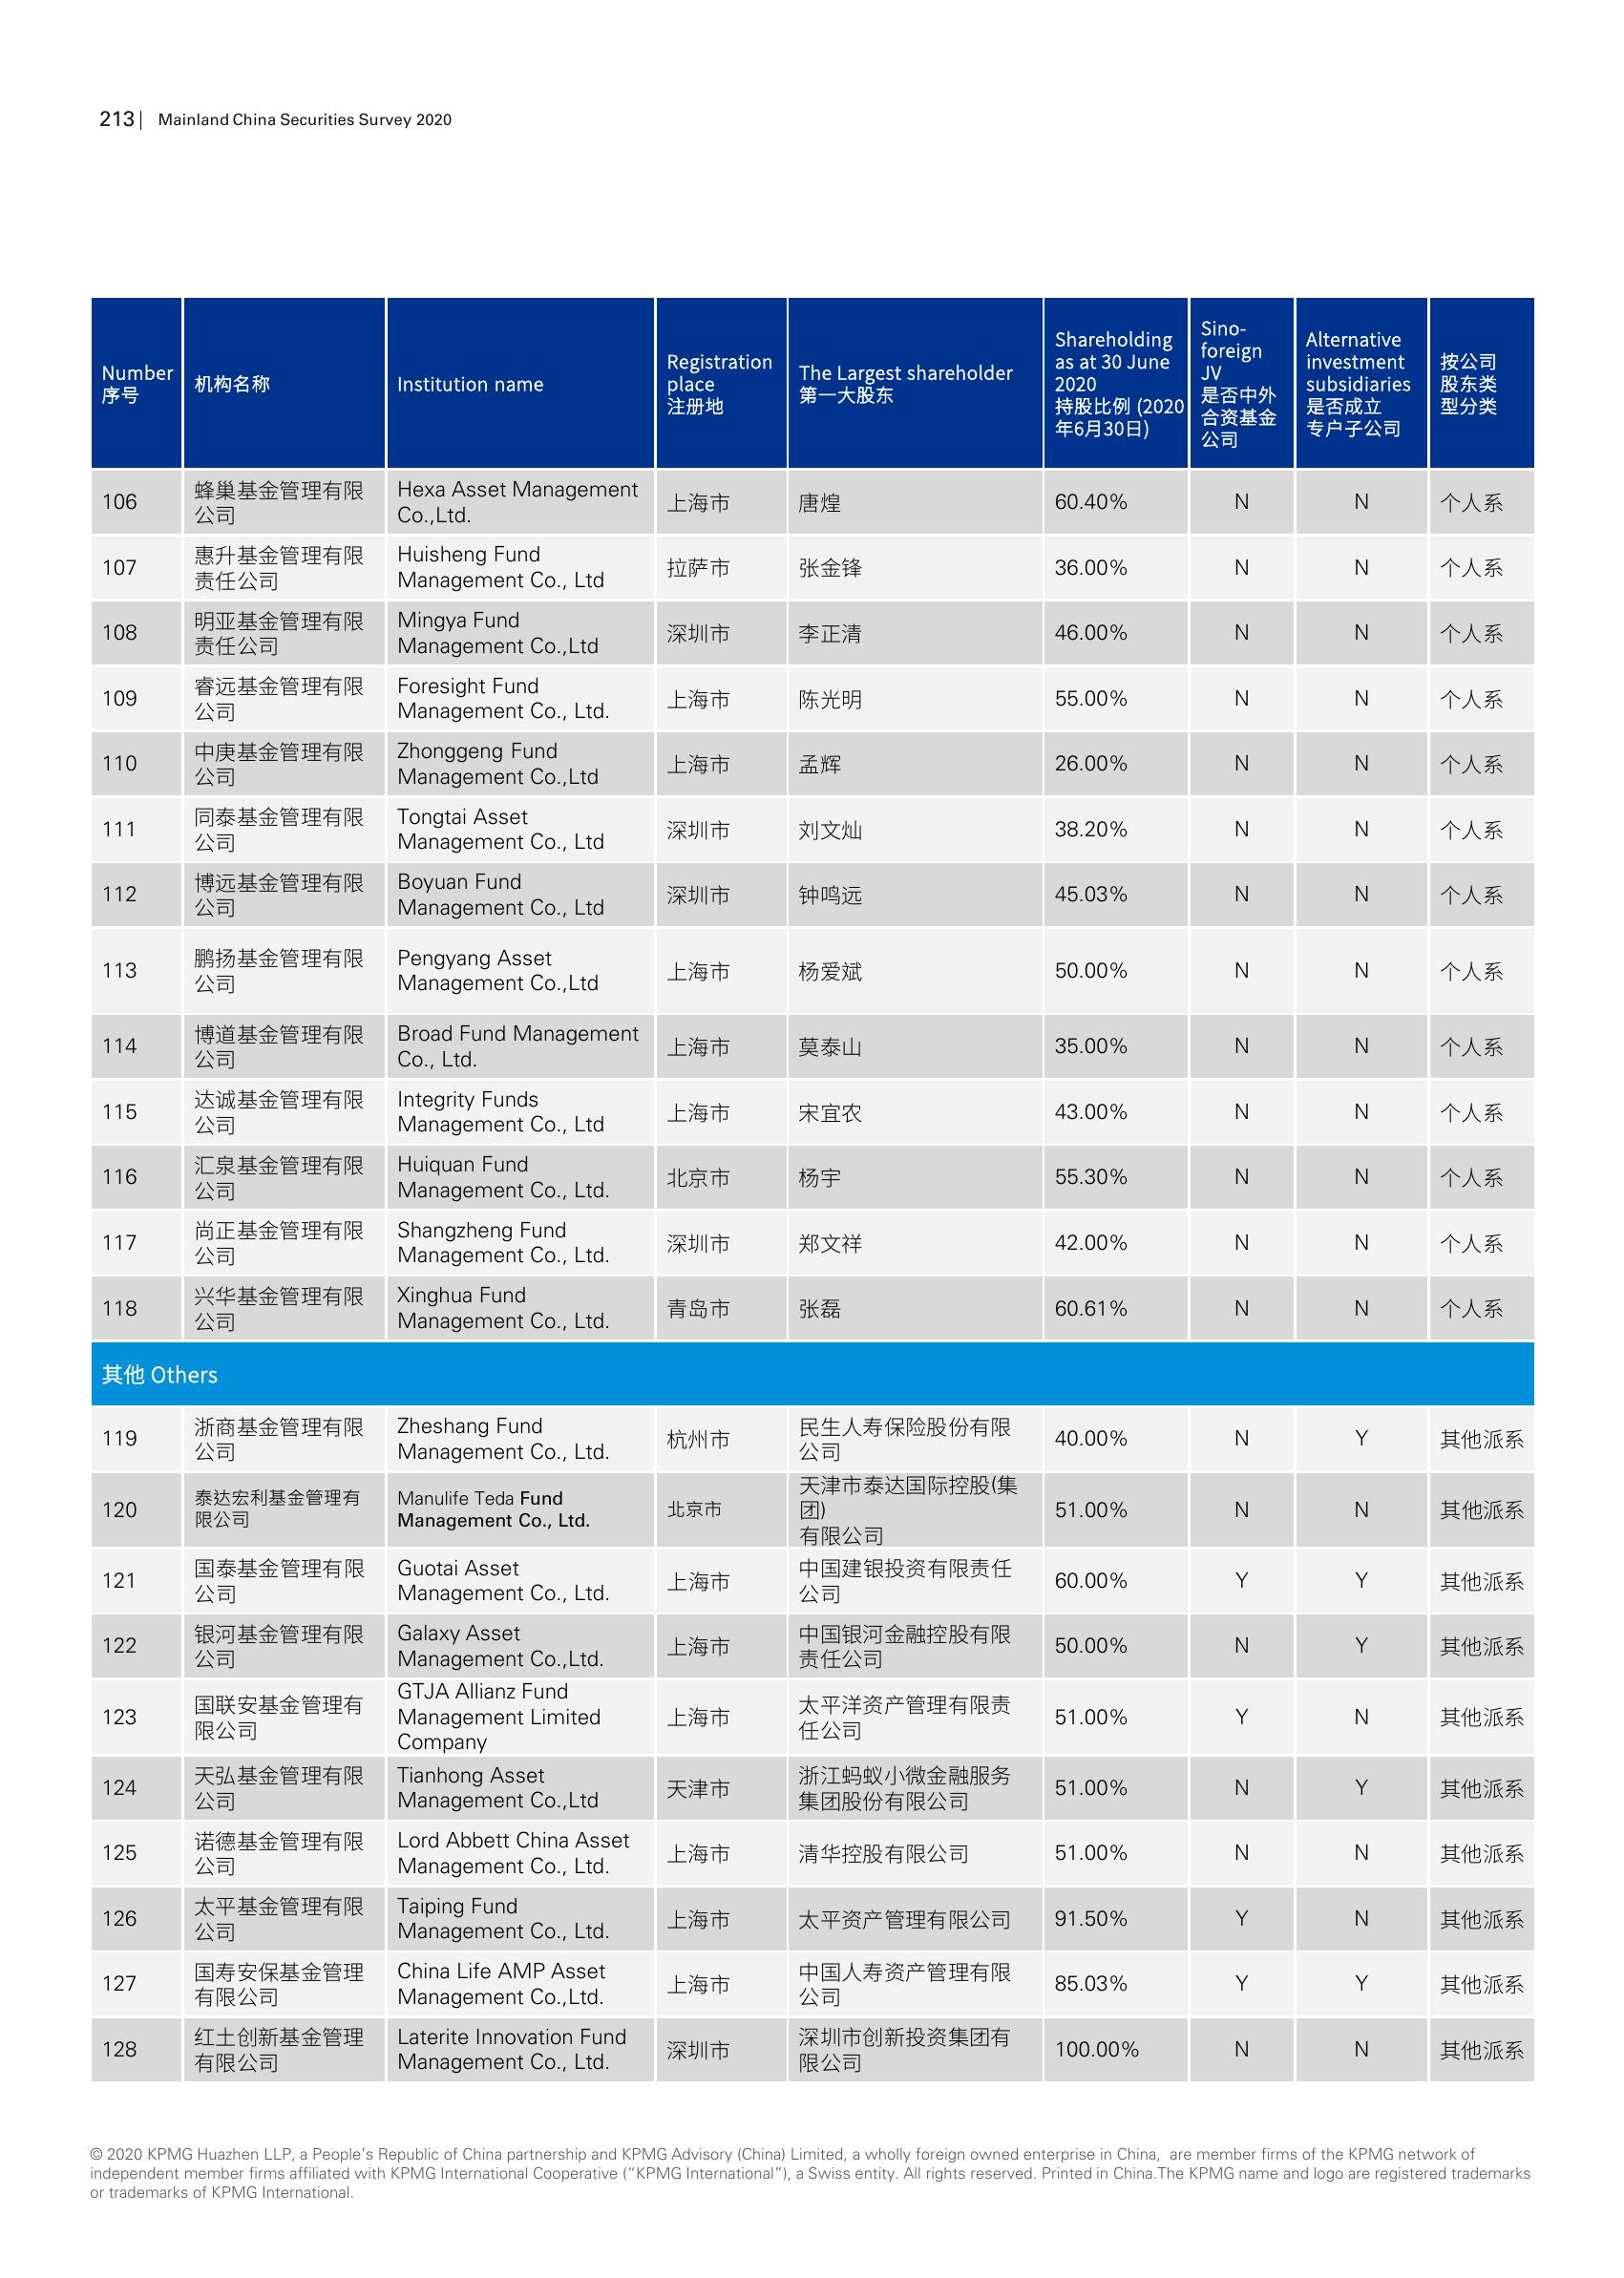 213 | Mainland China Securities Survey 2020
Number
序号
机构名称
Institution name
Registration
place
注册地
The Largest shareholder
第一大股东
Shareholding
as at 30 June
2020
持股比例 (2020
年6月30日)
Sino-
foreign
JV
是否中外
合资基金
公司
Alternative
investment
subsidiaries
是否成立
专户子公司
按公司
股东类
型分类
106
蜂巢基金管理有限
公司
Hexa Asset Management
Co.,Ltd.
上海市
唐煌
60.40%
N
N
个人系
107
惠升基金管理有限
责任公司
Huisheng Fund
Management Co., Ltd
拉萨市
张金锋
36.00%
N
N
个人系
108
明亚基金管理有限
责任公司
Mingya Fund
Management Co.,Ltd
深圳市
李正清
46.00%
N
N
个人系
109
睿远基金管理有限
公司
Foresight Fund
Management Co., Ltd.
上海市
陈光明
55.00%
N
N
个人系
110
中庚基金管理有限
公司
Zhonggeng Fund
Management Co.,Ltd
上海市
孟辉
26.00%
N
N
个人系
111
同泰基金管理有限
公司
Tongtai Asset
Management Co., Ltd
深圳市
刘文灿
38.20%
N
N
个人系
112
博远基金管理有限
公司
Boyuan Fund
Management Co., Ltd
深圳市
钟鸣远
45.03%
N
N
个人系
113
鹏扬基金管理有限
公司
Pengyang Asset
Management Co.,Ltd
上海市
杨爱斌
50.00%
N
N
个人系
114
博道基金管理有限
公司
Broad Fund Management
Co., Ltd.
上海市
莫泰山
35.00%
N
N
个人系
115
达诚基金管理有限
公司
Integrity Funds
Management Co., Ltd
上海市
宋宜农
43.00%
N
N
个人系
116
汇泉基金管理有限
公司
Huiquan Fund
Management Co., Ltd.
北京市
杨宇
55.30%
N
N
个人系
117
尚正基金管理有限
公司
Shangzheng Fund
Management Co., Ltd.
深圳市
郑文祥
42.00%
N
N
个人系
118
兴华基金管理有限
公司
Xinghua Fund
Management Co., Ltd.
青岛市
张磊
60.61%
N
N
个人系
其他 Others
119
浙商基金管理有限
公司
Zheshang Fund
Management Co., Ltd.
杭州市
民生人寿保险股份有限
公司
40.00%
N
Y
其他派系
120
泰达宏利基金管理有
限公司
Manulife Teda Fund
Management Co., Ltd.
北京市
天津市泰达国际控股(集
团)
有限公司
51.00%
N
N
其他派系
121
国泰基金管理有限
公司
Guotai Asset
Management Co., Ltd.
上海市
中国建银投资有限责任
公司
60.00%
Y
Y
其他派系
122
银河基金管理有限
公司
Galaxy Asset
Management Co.,Ltd.
上海市
中国银河金融控股有限
责任公司
50.00%
N
Y
其他派系
123
国联安基金管理有
限公司
GTJA Allianz Fund
Management Limited
Company
上海市
太平洋资产管理有限责
任公司
51.00%
Y
N
其他派系
124
天弘基金管理有限
公司
Tianhong Asset
Management Co.,Ltd
天津市
浙江蚂蚁小微金融服务
集团股份有限公司
51.00%
N
Y
其他派系
125
诺德基金管理有限
公司
Lord Abbett China Asset
Management Co., Ltd.
上海市
清华控股有限公司
51.00%
N
N
其他派系
126
太平基金管理有限
公司
Taiping Fund
Management Co., Ltd.
上海市
太平资产管理有限公司
91.50%
Y
N
其他派系
127
国寿安保基金管理
有限公司
China Life AMP Asset
Management Co.,Ltd.
上海市
中国人寿资产管理有限
公司
85.03%
Y
Y
其他派系
128
红土创新基金管理
有限公司
Laterite Innovation Fund
Management Co., Ltd.
深圳市
深圳市创新投资集团有
限公司
100.00%
N
N
其他派系
© 2020 KPMG Huazhen LLP, a People’s Republic of China partnership and KPMG Advisory (China) Limited, a wholly foreign owned enterprise in China, are member firms of the KPMG network of
independent member firms affiliated with KPMG International Cooperative (“KPMG International”), a Swiss entity. All rights reserved. Printed in China.The KPMG name and logo are registered trademarks
or trademarks of KPMG International.